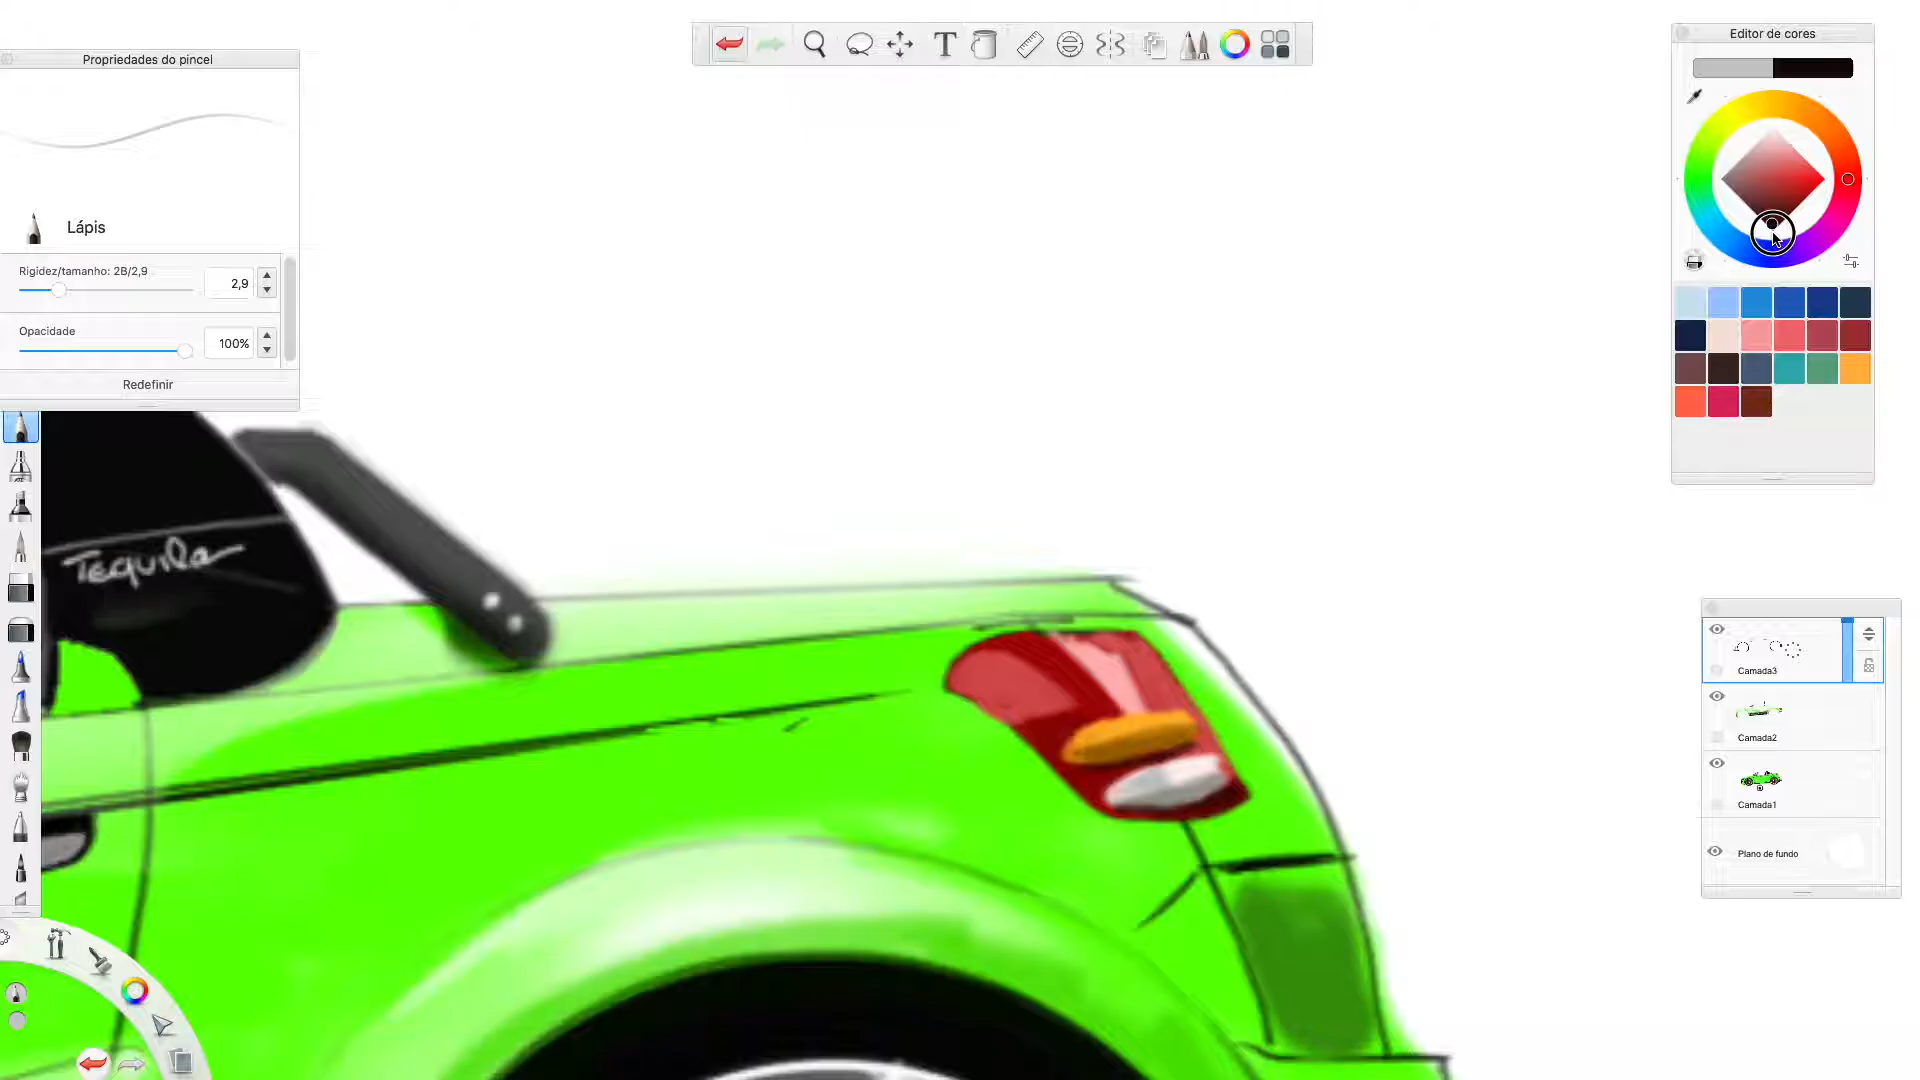 Propriedades do pincel
Lápis
Rigidez/tamanho: 2B/2,9
2,9
Opacidade
100%
Redefinir
T
Editor de cores
Tequila
Camada3
Camada2
Camada1
Plano de fundo